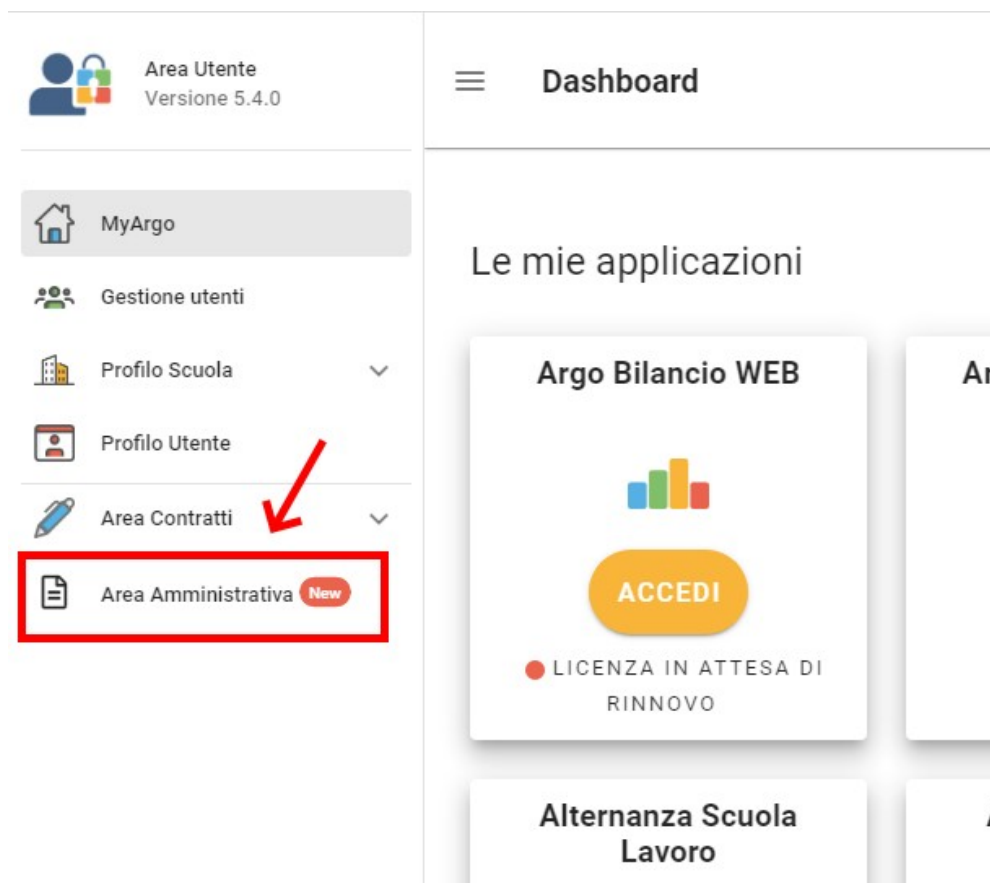 Area Utente
Versione 5.4.0
Dashboard
MyArgo
Gestione utenti
Profilo Scuola
Profilo Utente
Area Contratti
Area Amministrativa New
Le mie applicazioni
Argo Bilancio WEB
ACCEDI
LICENZA IN ATTESA DI
RINNOVO
Alternanza Scuola
Lavoro